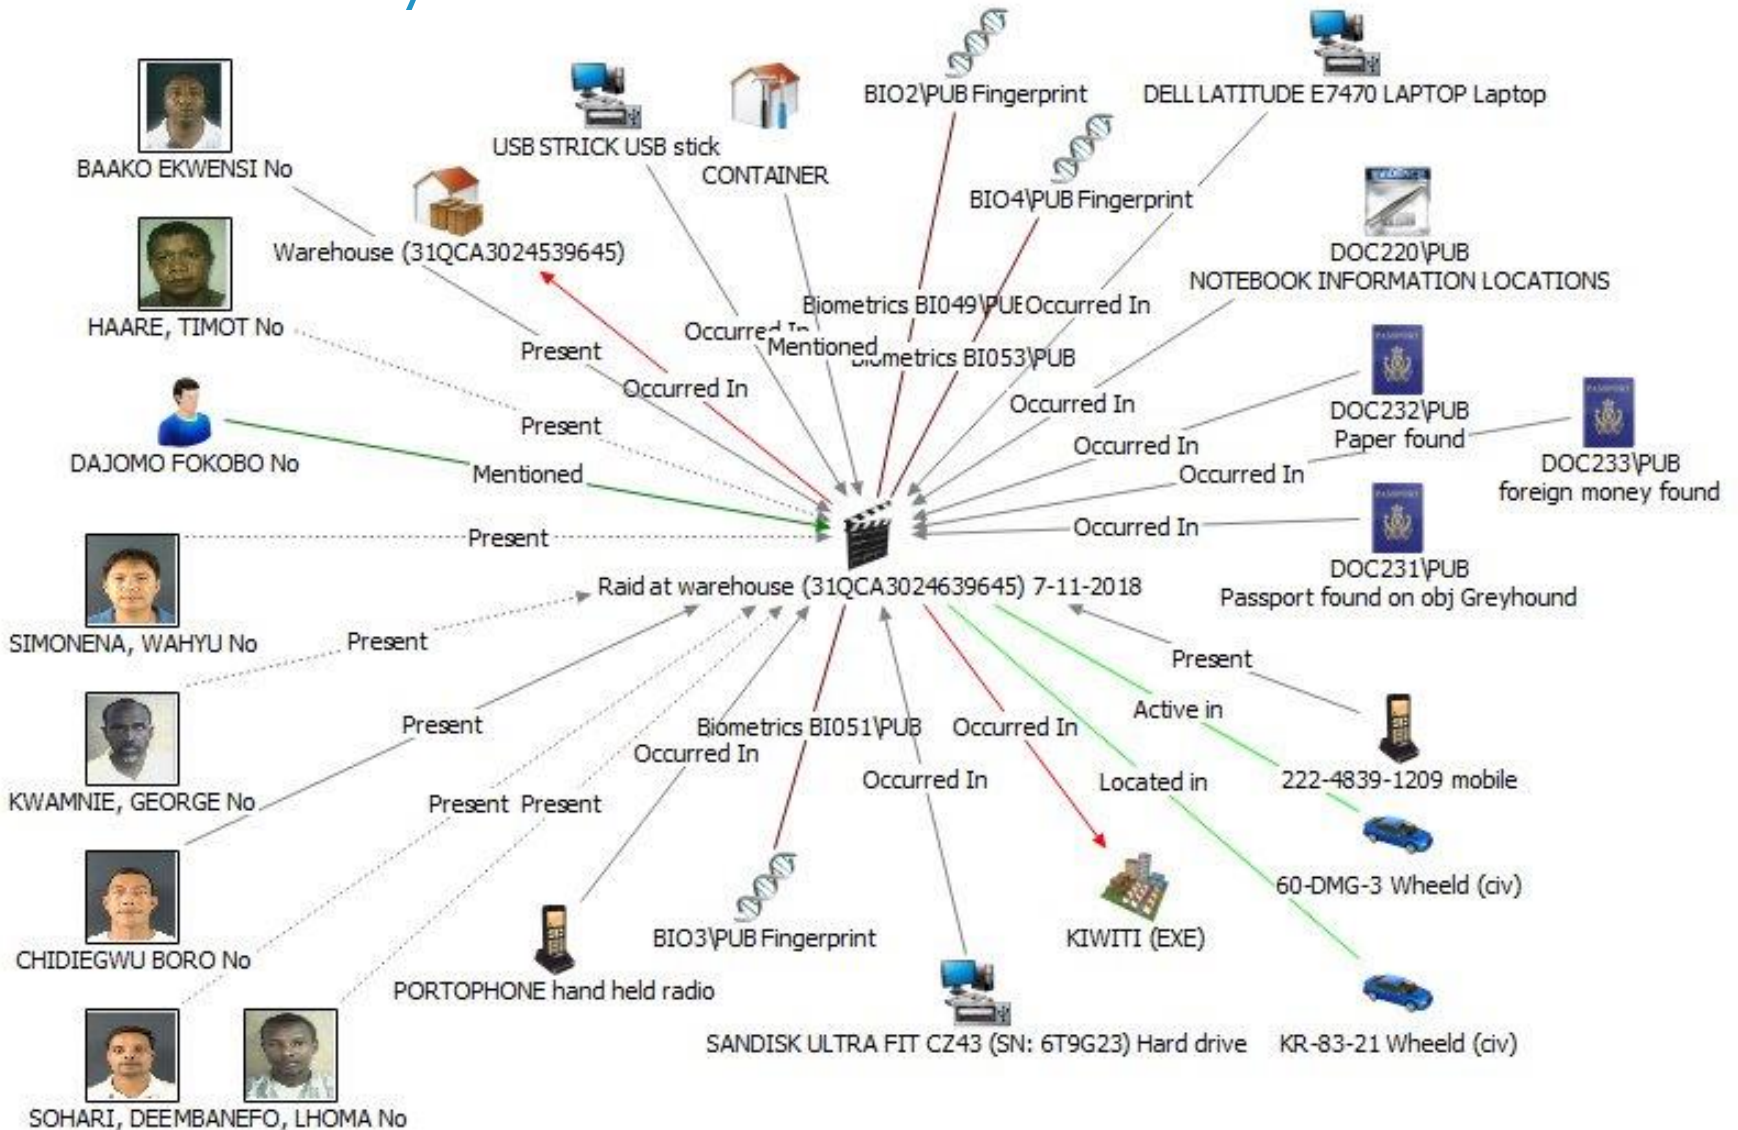 BIO2\PUB Fingerprint
DELL LATITUDE E7470 LAPTOP Laptop
USB STRICK USB stick
BAAKO EKWENSI No
CONTAINER
BIO4\PUB Fingerprint
Warehouse (31QCA3024539645)
DOC220\PUB
NOTEBOOK INFORMATION LOCATIONS
HAARE, TIMOT No
Biometrics BI049\PUB
Occurred In
Occurred In
Mentioned
Present
Biometrics BI053\PUB
Occurred In
Occurred In
DOC232\PUB
Paper found
Present
Occurred In
DAJOMO FOKOBO No
Mentioned
Occurred In
DOC233\PUB
foreign money found
Present
Occurred In
PASSPORT
DOC231\PUB
Passport found on obj Greyhound
Raid at warehouse (31QCA3024639645) 7-11-2018
SIMONENA, WAHYU No
Present
Present
Present
Biometrics BI051\PUB
Occurred In
Active in
Occurred In
Occurred In
Located in
222-4839-1209 mobile
KWAMNIE, GEORGE No
Present
Present
60-DMG-3 Wheeld (civ)
BIO3\PUB Fingerprint
KIWITI (EXE)
CHIDIEGWU BORO No
PORTOPHONE hand held radio
SANDISK ULTRA FIT CZ43 (SN: 6T9G23) Hard drive
KR-83-21 Wheeld (civ)
SOHARI, DEEMBANEFO, LHOMA No